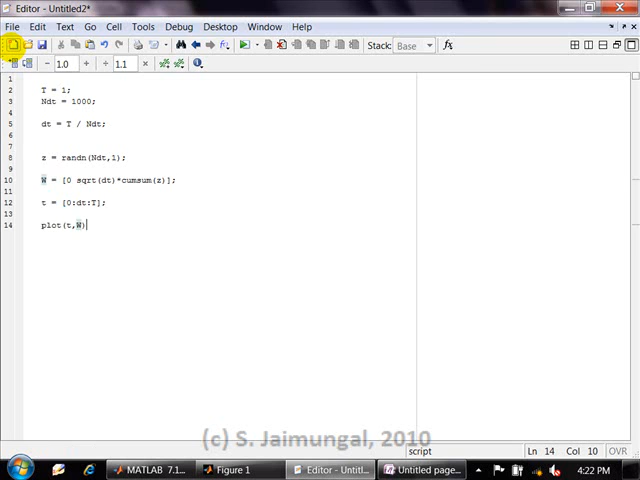 Editor - Untitled2*
File Edit Text Go Cell Tools Debug Desktop Window Help
Stack: Base fx
− 1.0 + ÷ 1.1 ×
1
2 T = 1;
3 Ndt = 1000;
4
5 dt = T / Ndt;
6
7
8 z = randn(Ndt,1);
9
10 W = [0 sqrt(dt)*cumsum(z)];
11
12 t = [0:dt:T];
13
14 plot(t,W)
(c) S. Jaimungal, 2010
script Ln 14 Col 10 OVR
MATLAB 7.1... Figure 1 Editor - Untitl... Untitled page... 4:22 PM